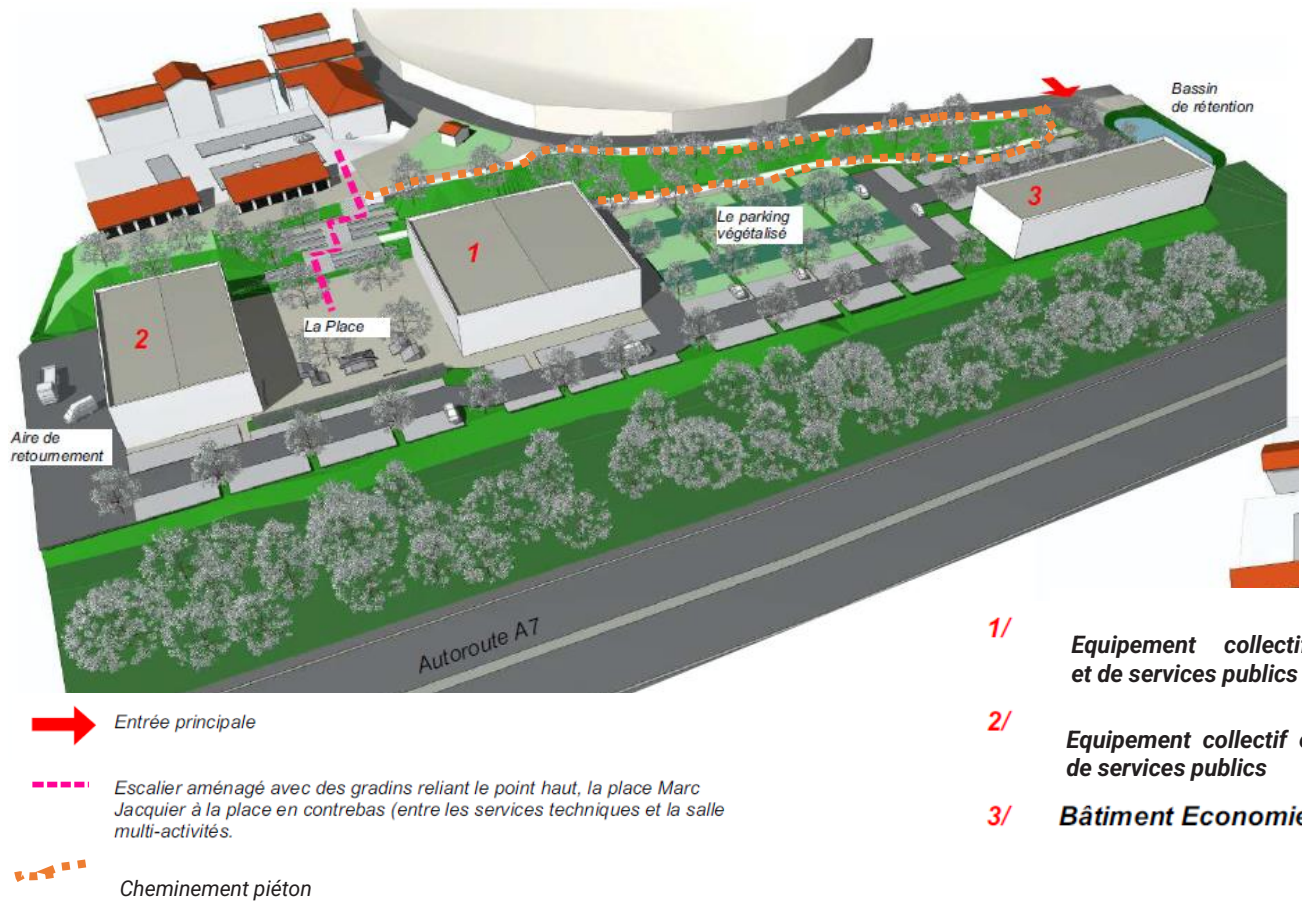 Bassin
de rétention
3
Le parking
végétalisé
1
La Place
2
Aire de
retournement
Autoroute A7
Entrée principale
Escalier aménagé avec des gradins reliant le point haut, la place Marc
Jacquier à la place en contrebas (entre les services techniques et la salle
multi-activités.
Cheminement piéton
1/ Equipement collectif
et de services publics
2/ Equipement collectif
de services publics
3/ Bâtiment Economie